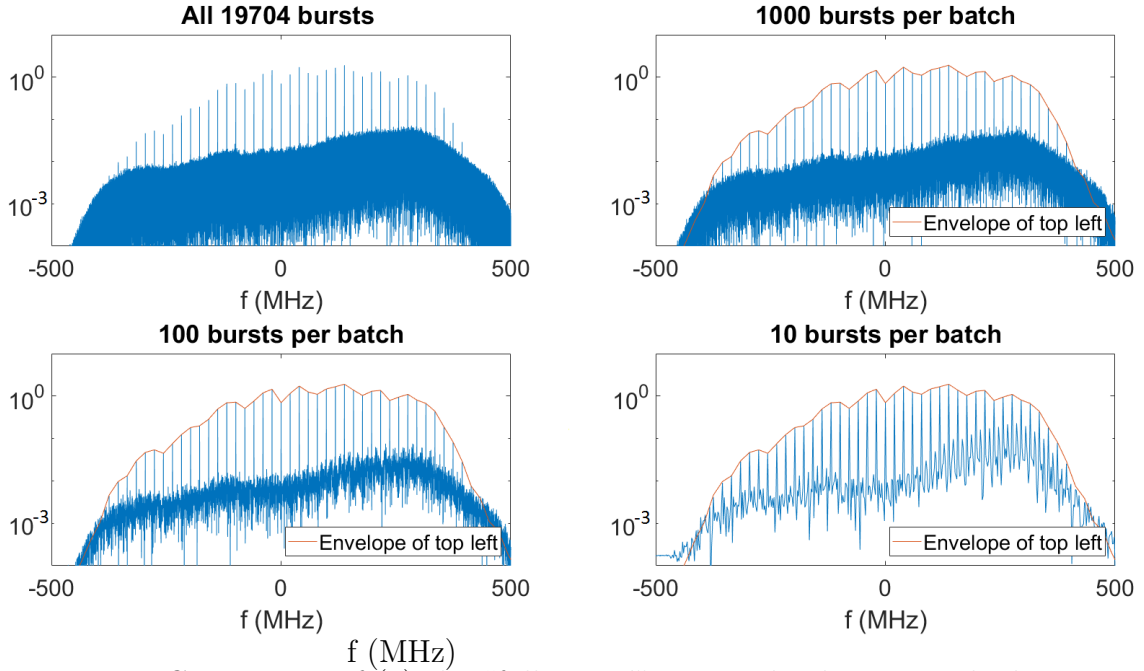 All 19704 bursts
1000 bursts per batch
10^0
10^-3
-500 0 500
f (MHz)
10^0
10^-3
Envelope of top left
-500 0 500
f (MHz)
100 bursts per batch
10 bursts per batch
10^0
10^-3
Envelope of top left
-500 0 500
f (MHz)
10^0
10^-3
Envelope of top left
-500 0 500
f (MHz)
f (MHz)